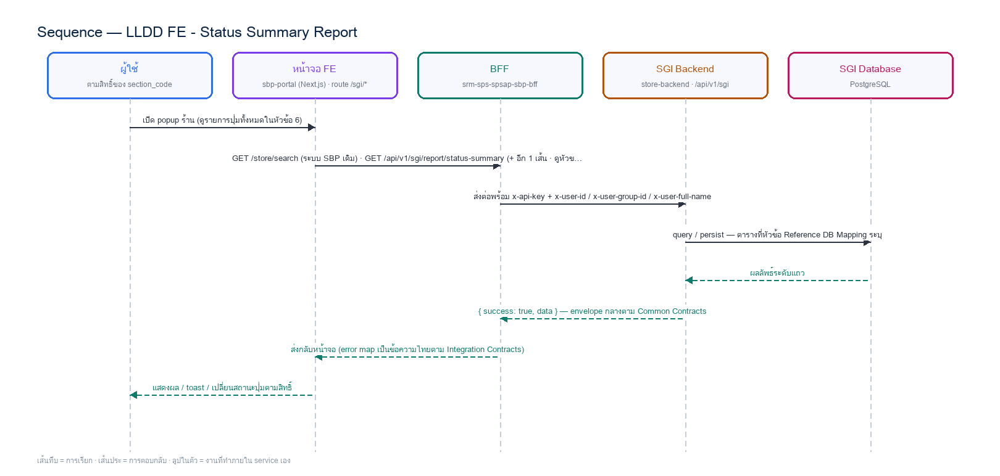 Sequence — LLDD FE - Status Summary Report
ผู้ใช้
ตามสิทธิ์ของ section_code
หน้าจอ FE
sbp-portal (Next.js) · route /sgi/*
BFF
srm-sps-spsap-sbp-bff
SGI Backend
store-backend · /api/v1/sgi
SGI Database
PostgreSQL
เปิด popup ร้าน (ดูรายการปุ่มทั้งหมดในหัวข้อ 6)
GET /store/search (ระบบ SBP เดิม) · GET /api/v1/sgi/report/status-summary (+ อีก 1 เส้น · ดูหัวข…
ส่งต่อพร้อม x-api-key + x-user-id / x-user-group-id / x-user-full-name
query / persist — ตารางที่หัวข้อ Reference DB Mapping ระบุ
ผลลัพธ์ระดับแถว
{ success: true, data } — envelope กลางตาม Common Contracts
ส่งกลับหน้าจอ (error map เป็นข้อความไทยตาม Integration Contracts)
แสดงผล / toast / เปลี่ยนสถานะปุ่มตามสิทธิ์
เส้นทึบ = การเรียก · เส้นประ = การตอบกลับ · ลูปในตัว = งานที่ทำภายใน service เอง